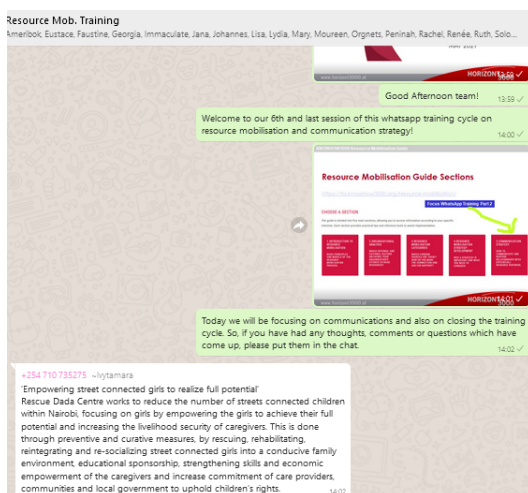 Resource Mob. Training
Ameribok, Eustace, Faustine, Georgia, Immaculate, Jana, Johannes, Lisa, Lydia, Mary, Moureen, Orgnets, Peninah, Rachel, Renée, Ruth, Solo...
MAY 2021
HORIZONT
13:59
Good Afternoon team!
13:59
Welcome to our 6th and last session of this whatsapp training cycle on
resource mobilisation and communication strategy!
14:00
Resource Mobilisation Guide Sections
Focus WhatsApp Training Part 2
CHOOSE A SECTION
HORIZONT
14:01
Today we will be focusing on communications and also on closing the training
cycle. So, if you have had any thoughts, comments or questions which have
come up, please put them in the chat.
14:02
+254 710 735275 ~Ivytamara
'Empowering street connected girls to realize full potential'
Rescue Dada Centre works to reduce the number of streets connected children
within Nairobi, focusing on girls by empowering the girls to achieve their full
potential and increasing the livelihood security of caregivers. This is done
through preventive and curative measures, by rescuing, rehabilitating,
reintegrating and re-socializing street connected girls into a conducive family
environment, educational sponsorship, strengthening skills and economic
empowerment of the caregivers and increase commitment of care providers,
communities and local government to uphold children's rights.
14:02